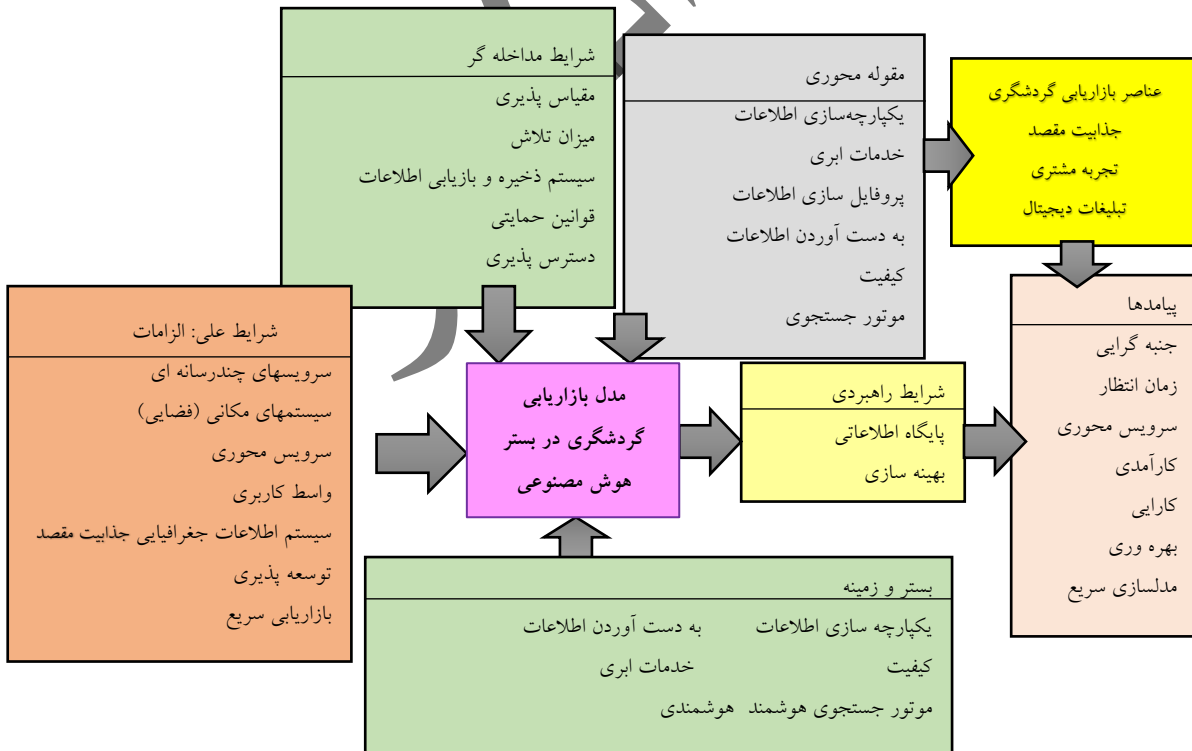 شرایط مداخله گر
مقیاس پذیری
میزان تلاش
سیستم ذخیره و بازیابی اطلاعات
قوانین حمایتی
دسترس پذیری
مقوله محوری
یکپارچه‌سازی اطلاعات
خدمات ابری
پروفایل سازی اطلاعات
به دست آوردن اطلاعات
کیفیت
موتور جستجوی
عناصر بازاریابی گردشگری
جذابیت مقصد
تجربه مشتری
تبلیغات دیجیتال
شرایط علی: الزامات
سرویسهای چندرسانه ای
سیستمهای مکانی (فضایی)
سرویس محوری
واسط کاربری
سیستم اطلاعات جغرافیایی جذابیت مقصد
توسعه پذیری
بازاریابی سریع
مدل بازاریابی
گردشگری در بستر
هوش مصنوعی
شرایط راهبردی
پایگاه اطلاعاتی
بهینه سازی
پیامدها
جنبه گرایی
زمان انتظار
سرویس محوری
کارآمدی
کارایی
بهره وری
مدلسازی سریع
بستر و زمینه
یکپارچه سازی اطلاعات به دست آوردن اطلاعات
کیفیت خدمات ابری
موتور جستجوی هوشمند هوشمندی